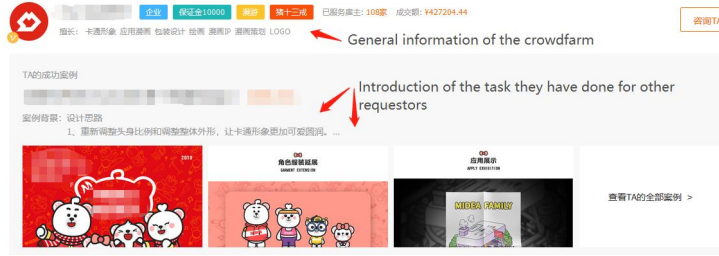 企业 保证金10000 旅游 猪十三戒 已服务雇主: 108家 成交额: ¥427204.44
咨询TA
擅长: 卡通形象 应用漫画 包装设计 绘画 漫画IP 漫画策划 LOGO
General information of the crowdfarm
TA的成功案例
Introduction of the task they have done for other
requestors
案例背景: 设计思路
1、重新调整头身比例和调整整体外形，让卡通形象更加可爱圆润。...
2019
角色服装延展
GARMENT EXTENSION
应用展示
APPLY EXHIBITION
MIDEA FAMILY
查看TA的全部案例 >